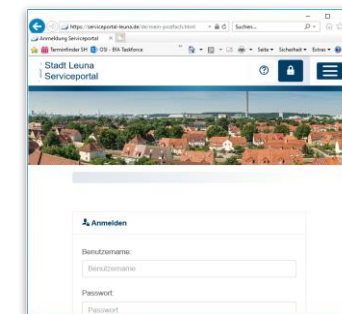 https://serviceportal-leuna.de/de/mein-postfach/html
Suchen...
Anmeldung Serviceportal
Terminfinder SH
OSI - BfA Taskforce
Seite
Sicherheit
Extras
Stadt Leuna
Serviceportal
Anmelden
Benutzername:
Benutzername
Passwort:
Passwort